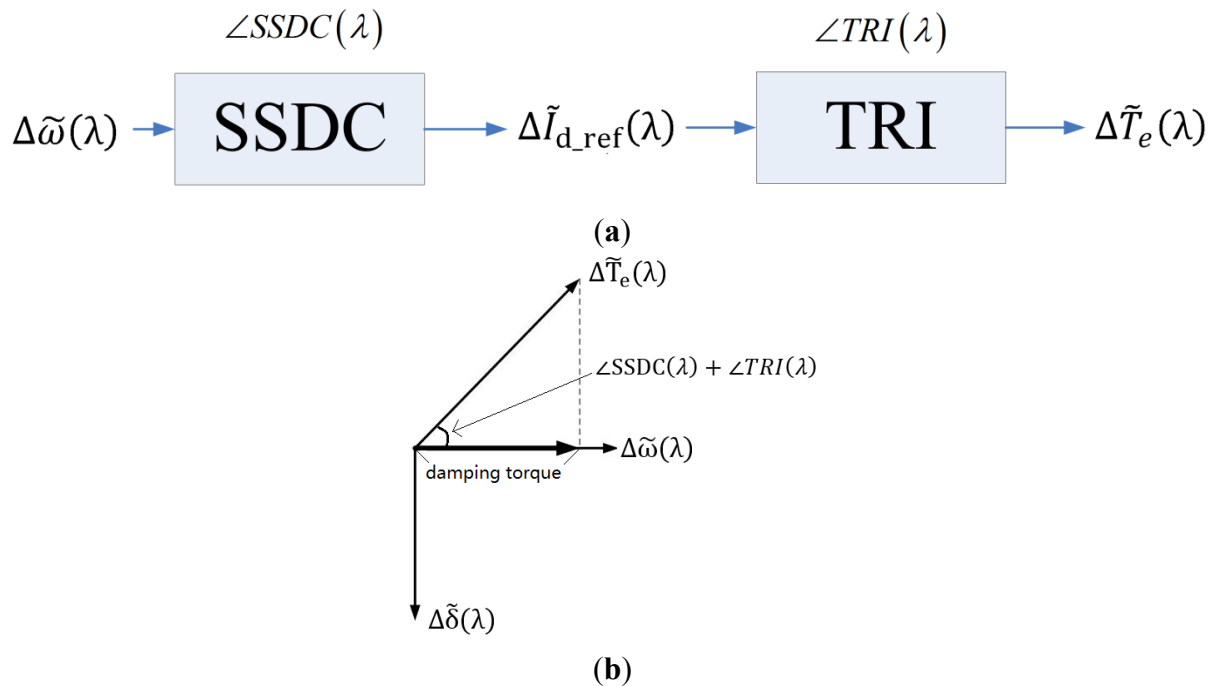 ∠SSDC(λ) ∠TRI(λ)
Δω̃(λ) SSDC ΔĨd_ref(λ) TRI ΔT̃e(λ)
(a)
ΔT̃e(λ)
∠SSDC(λ) + ∠TRI(λ)
Δω̃(λ)
damping torque
Δδ̃(λ)
(b)